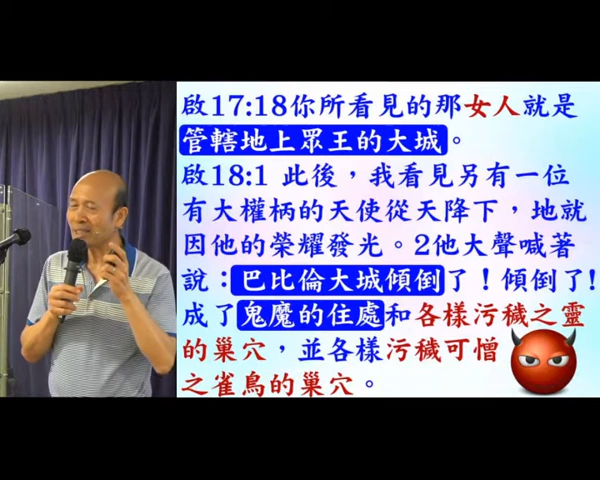 啟17:18你所看見的那女人就是
管轄地上眾王的大城。
啟18:1 此後，我看見另有一位
有大權柄的天使從天降下，地就
因他的榮耀發光。2他大聲喊著
說：巴比倫大城傾倒了！傾倒了!
成了鬼魔的住處和各樣污穢之靈
的巢穴，並各樣污穢可憎
之雀鳥的巢穴。